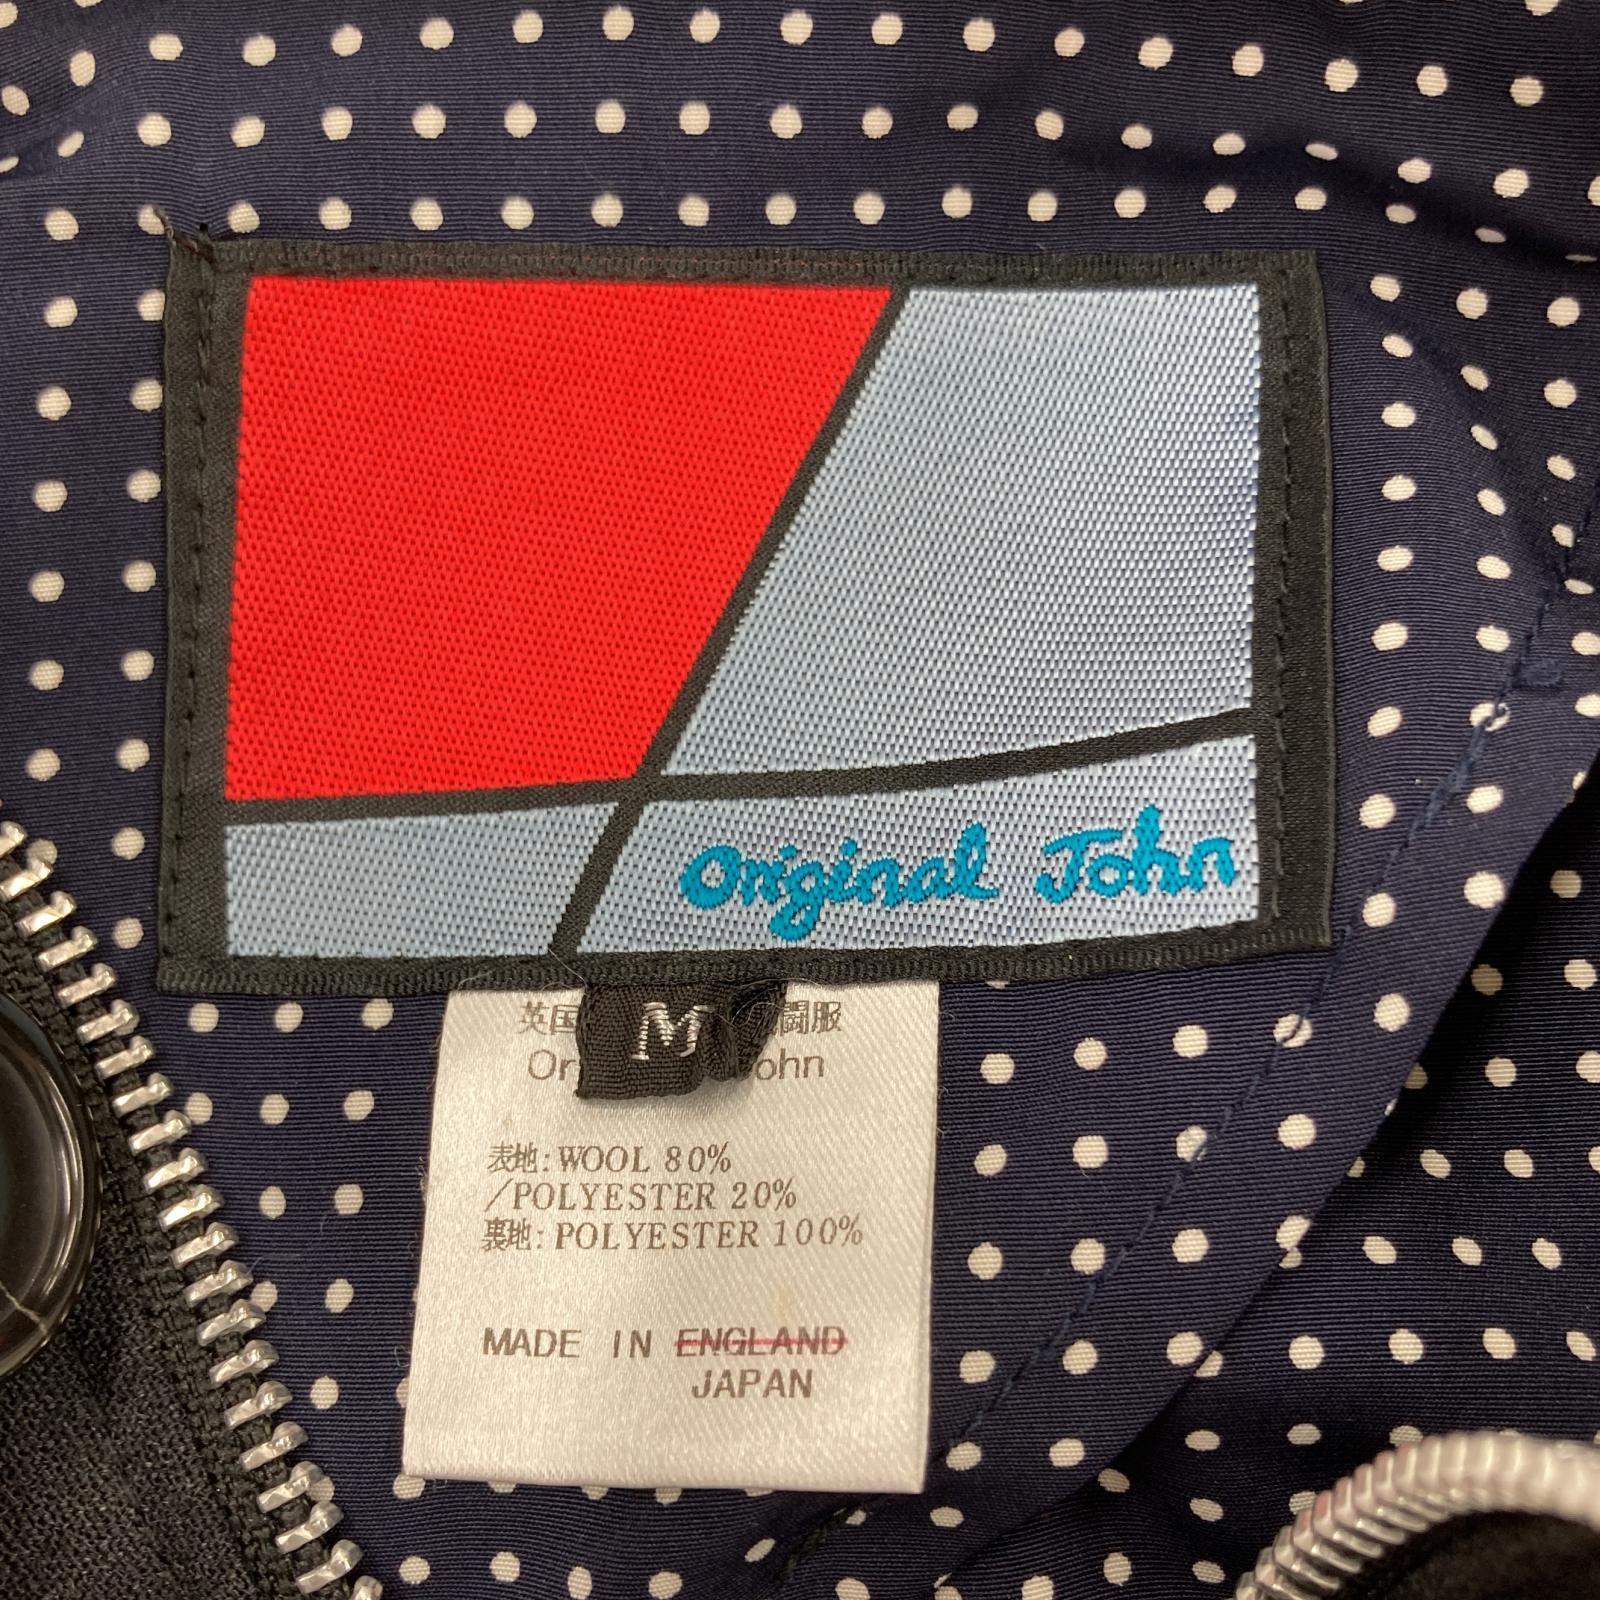 Original John
M
英国 闘服
Or ohn
表地: WOOL 80%
/POLYESTER 20%
裏地: POLYESTER 100%
MADE IN ENGLAND
JAPAN